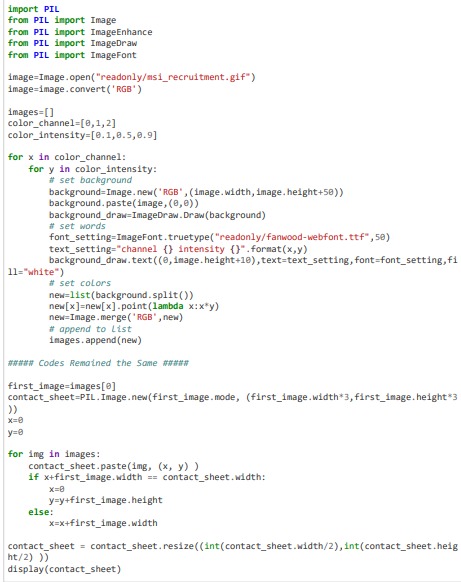 import PIL
from PIL import Image
from PIL import ImageEnhance
from PIL import ImageDraw
from PIL import ImageFont

image=Image.open("readonly/msi_recruitment.gif")
image=image.convert('RGB')

images=[]
color_channel=[0,1,2]
color_intensity=[0.1,0.5,0.9]

for x in color_channel:
    for y in color_intensity:
        # set background
        background=Image.new('RGB',(image.width,image.height+50))
        background.paste(image,(0,0))
        background_draw=ImageDraw.Draw(background)
        # set words
        font_setting=ImageFont.truetype("readonly/fanwood-webfont.ttf",50)
        text_setting="channel {} intensity {}".format(x,y)
        background_draw.text((0,image.height+10),text=text_setting,font=font_setting,fi
ll="white")
        # set colors
        new=list(background.split())
        new[x]=new[x].point(lambda x:x*y)
        new=Image.merge('RGB',new)
        # append to list
        images.append(new)

##### Codes Remained the Same #####

first_image=images[0]
contact_sheet=PIL.Image.new(first_image.mode, (first_image.width*3,first_image.height*3
))
x=0
y=0

for img in images:
    contact_sheet.paste(img, (x, y) )
    if x+first_image.width == contact_sheet.width:
        x=0
        y=y+first_image.height
    else:
        x=x+first_image.width

contact_sheet = contact_sheet.resize((int(contact_sheet.width/2),int(contact_sheet.heig
ht/2) ))
display(contact_sheet)